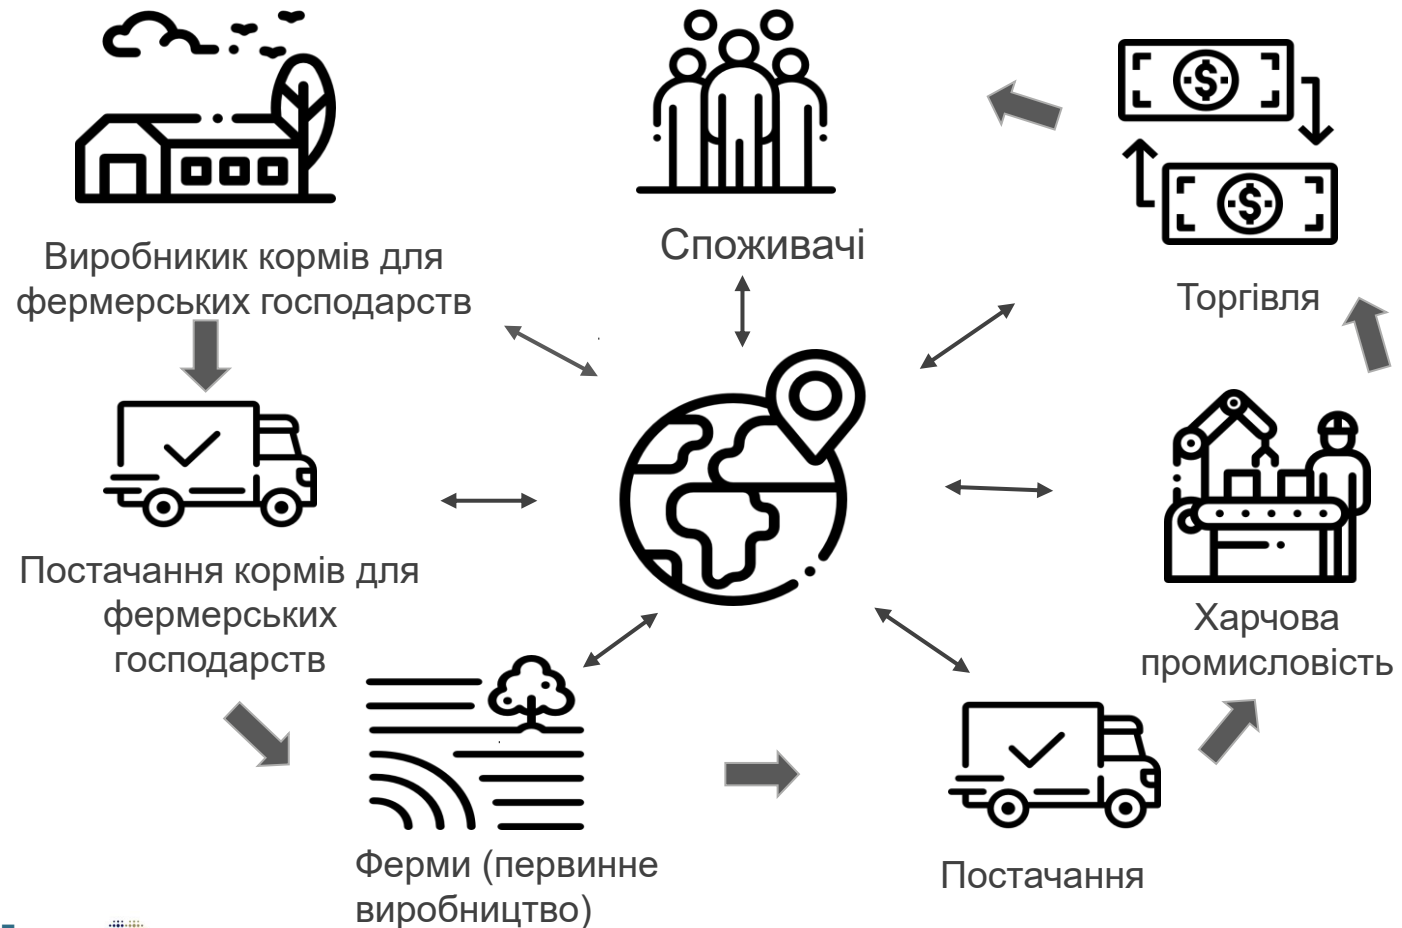 Виробникик кормів для
фермерських господарств
Споживачі
Торгівля
Постачання кормів для
фермерських
господарств
Харчова
промисловість
Ферми (первинне
виробництво)
Постачання